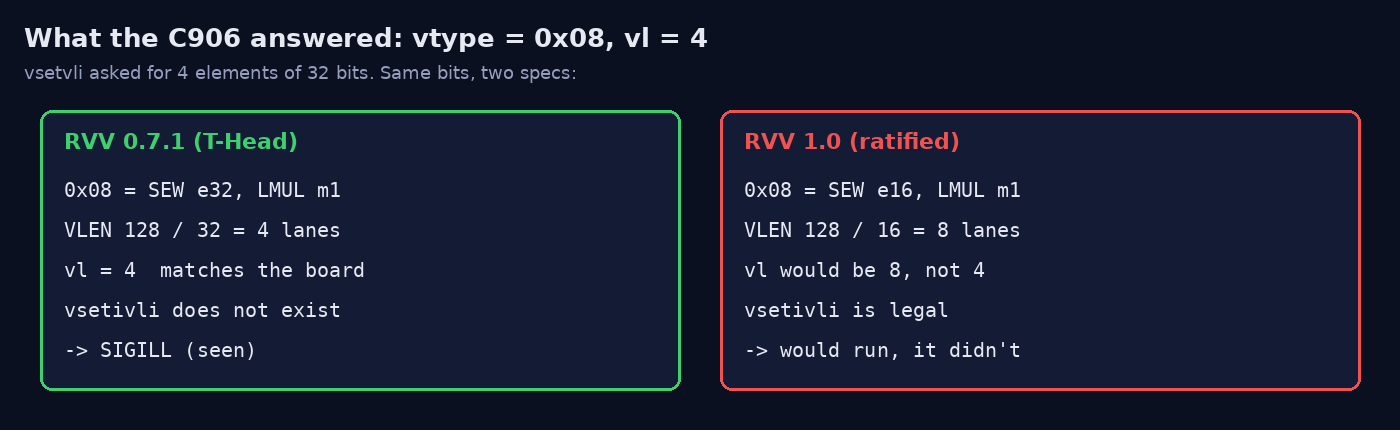 What the C906 answered: vtype = 0x08, vl = 4
vsetvli asked for 4 elements of 32 bits. Same bits, two specs:
RVV 0.7.1 (T-Head)
0x08 = SEW e32, LMUL m1
VLEN 128 / 32 = 4 lanes
vl = 4  matches the board
vsetivli does not exist
-> SIGILL (seen)
RVV 1.0 (ratified)
0x08 = SEW e16, LMUL m1
VLEN 128 / 16 = 8 lanes
vl would be 8, not 4
vsetivli is legal
-> would run, it didn't